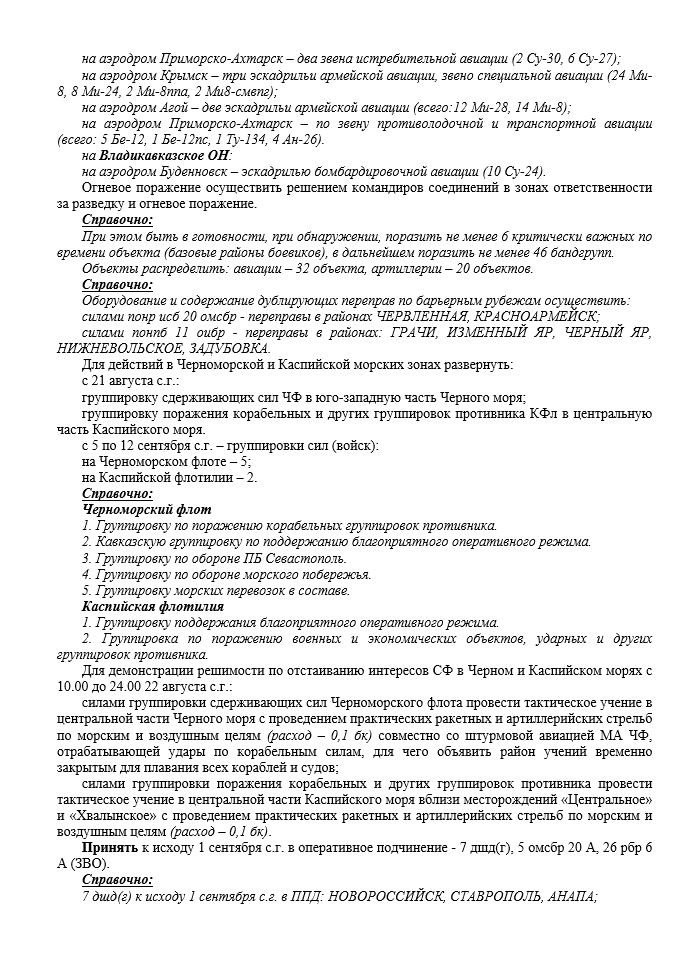 на аэродром Приморско-Ахтарск – два звена истребительной авиации (2 Су-30, 6 Су-27);
на аэродром Крымск – три эскадрильи армейской авиации, звено специальной авиации (24 Ми-
8, 8 Ми-24, 2 Ми-8ппа, 2 Ми8-смвпг);
на аэродром Агой – две эскадрильи армейской авиации (всего:12 Ми-28, 14 Ми-8);
на аэродром Приморско-Ахтарск – по звену противолодочной и транспортной авиации
(всего: 5 Бе-12, 1 Бе-12пс, 1 Ту-134, 4 Ан-26).
на Владикавказское ОН:
на аэродром Буденновск – эскадрилью бомбардировочной авиации (10 Су-24).
Огневое поражение осуществить решением командиров соединений в зонах ответственности
за разведку и огневое поражение.
Справочно:
При этом быть в готовности, при обнаружении, поразить не менее 6 критически важных по
времени объекта (базовые районы боевиков), в дальнейшем поразить не менее 46 бандгрупп.
Объекты распределить: авиации – 32 объекта, артиллерии – 20 объектов.
Справочно:
Оборудование и содержание дублирующих переправ по барьерным рубежам осуществить:
силами понр исб 20 омсбр - переправы в районах ЧЕРВЛЕННАЯ, КРАСНОАРМЕЙСК;
силами понпб 11 оибр - переправы в районах: ГРАЧИ, ИЗМЕННЫЙ ЯР, ЧЕРНЫЙ ЯР,
НИЖНЕВОЛЬСКОЕ, ЗАДУБОВКА.
Для действий в Черноморской и Каспийской морских зонах развернуть:
с 21 августа с.г.:
группировку сдерживающих сил ЧФ в юго-западную часть Черного моря;
группировку поражения корабельных и других группировок противника КФл в центральную
часть Каспийского моря.
с 5 по 12 сентября с.г. – группировки сил (войск):
на Черноморском флоте – 5;
на Каспийской флотилии – 2.
Справочно:
Черноморский флот
1. Группировку по поражению корабельных группировок противника.
2. Кавказскую группировку по поддержанию благоприятного оперативного режима.
3. Группировку по обороне ПБ Севастополь.
4. Группировку по обороне морского побережья.
5. Группировку морских перевозок в составе.
Каспийская флотилия
1. Группировку поддержания благоприятного оперативного режима.
2. Группировка по поражению военных и экономических объектов, ударных и других
группировок противника.
Для демонстрации решимости по отстаиванию интересов СФ в Черном и Каспийском морях с
10.00 до 24.00 22 августа с.г.:
силами группировки сдерживающих сил Черноморского флота провести тактическое учение в
центральной части Черного моря с проведением практических ракетных и артиллерийских стрельб
по морским и воздушным целям (расход – 0,1 бк) совместно со штурмовой авиацией МА ЧФ,
отрабатывающей удары по корабельным силам, для чего объявить район учений временно
закрытым для плавания всех кораблей и судов;
силами группировки поражения корабельных и других группировок противника провести
тактическое учение в центральной части Каспийского моря вблизи месторождений «Центральное»
и «Хвалынское» с проведением практических ракетных и артиллерийских стрельб по морским и
воздушным целям (расход – 0,1 бк).
Принять к исходу 1 сентября с.г. в оперативное подчинение - 7 дшд(г), 5 омсбр 20 А, 26 рбр 6
А (ЗВО).
Справочно:
7 дшд(г) к исходу 1 сентября с.г. в ППД: НОВОРОССИЙСК, СТАВРОПОЛЬ, АНАПА;